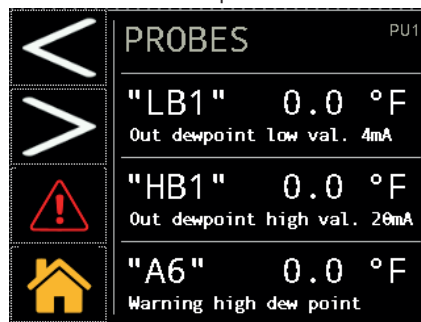 PROBES PU1
"LB1" 0.0 °F
Out dewpoint low val. 4mA
"HB1" 0.0 °F
Out dewpoint high val. 20mA
"A6" 0.0 °F
Warning high dew point